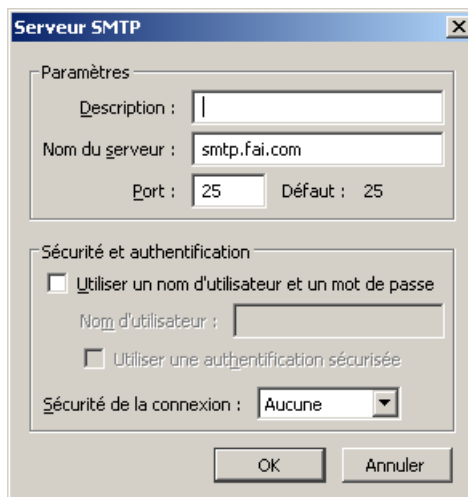 Serveur SMTP
Paramètres
Description :
Nom du serveur : smtp.fai.com
Port : 25 Défaut : 25
Sécurité et authentification
Utiliser un nom d'utilisateur et un mot de passe
Nom d'utilisateur :
Utiliser une authentification sécurisée
Sécurité de la connexion : Aucune
OK Annuler